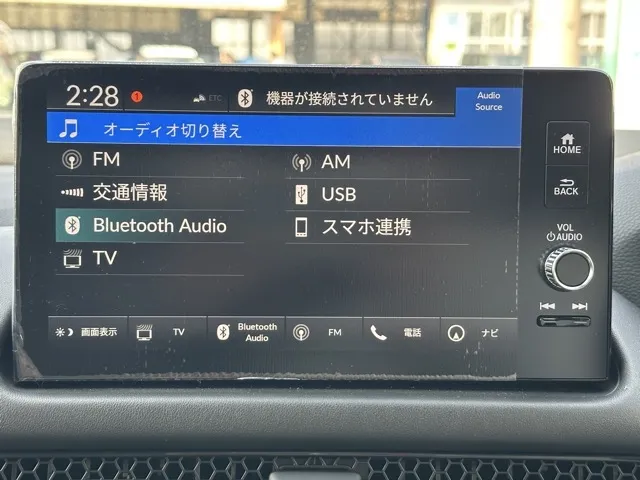 2:28 1 ETC 機器が接続されていません Audio Source
オーディオ切り替え
FM AM
交通情報 USB
Bluetooth Audio スマホ連携
TV
画面表示 TV Bluetooth Audio FM 電話 ナビ
HOME
BACK
VOL
AUDIO